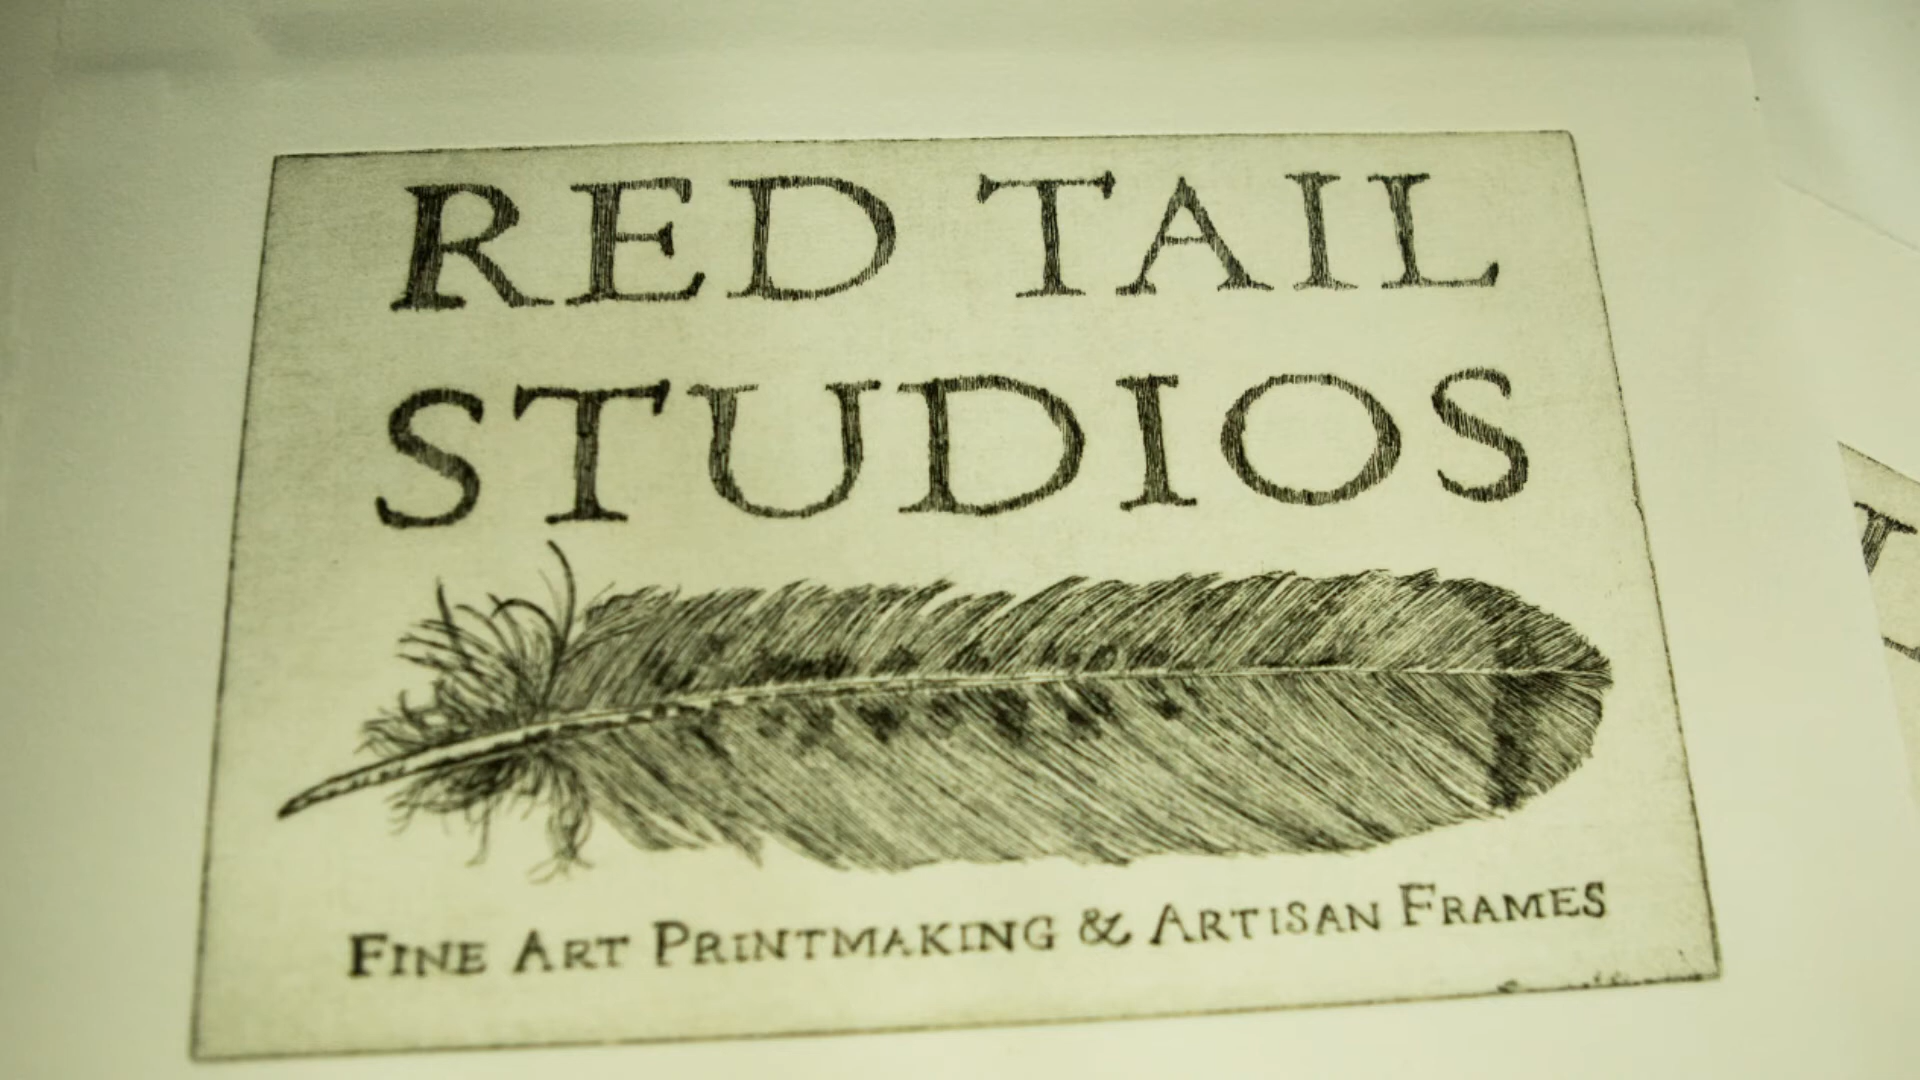 RED TAIL
STUDIOS
FINE ART PRINTMAKING & ARTISAN FRAMES